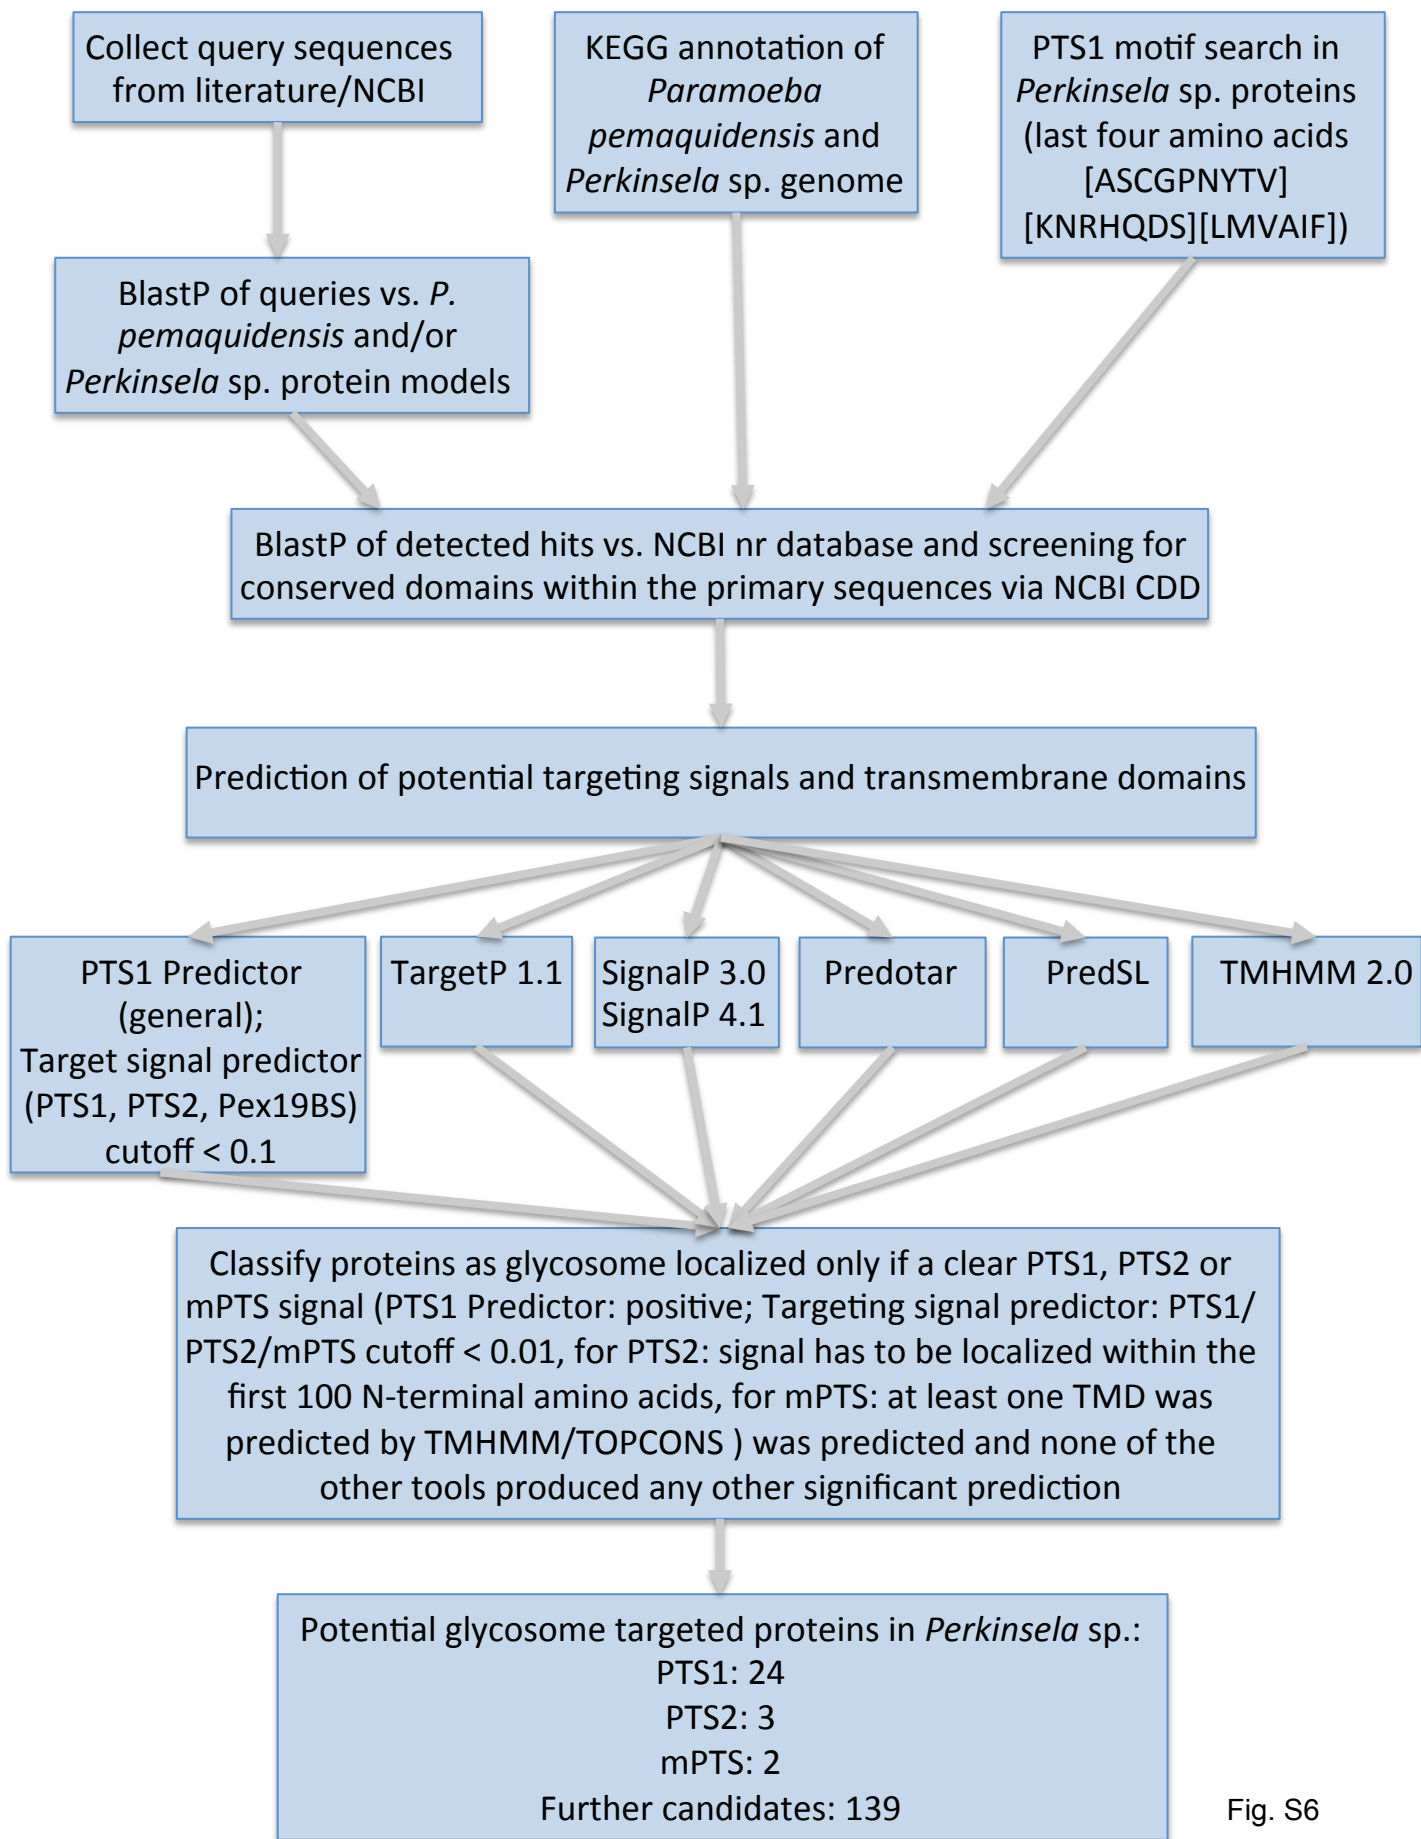 Collect query sequences
from literature/NCBI
KEGG annotation of
Paramoeba
pemaquidensis and
Perkinsela sp. genome
PTS1 motif search in
Perkinsela sp. proteins
(last four amino acids
[ASCGPNYTV]
[KNRHQDS][LMVAIF])
BlastP of queries vs. P.
pemaquidensis and/or
Perkinsela sp. protein models
BlastP of detected hits vs. NCBI nr database and screening for
conserved domains within the primary sequences via NCBI CDD
Prediction of potential targeting signals and transmembrane domains
PTS1 Predictor
(general);
Target signal predictor
(PTS1, PTS2, Pex19BS)
cutoff < 0.1
TargetP 1.1
SignalP 3.0
SignalP 4.1
Predotar
PredSL
TMHMM 2.0
Classify proteins as glycosome localized only if a clear PTS1, PTS2 or
mPTS signal (PTS1 Predictor: positive; Targeting signal predictor: PTS1/
PTS2/mPTS cutoff < 0.01, for PTS2: signal has to be localized within the
first 100 N-terminal amino acids, for mPTS: at least one TMD was
predicted by TMHMM/TOPCONS ) was predicted and none of the
other tools produced any other significant prediction
Potential glycosome targeted proteins in Perkinsela sp.:
PTS1: 24
PTS2: 3
mPTS: 2
Further candidates: 139
Fig. S6